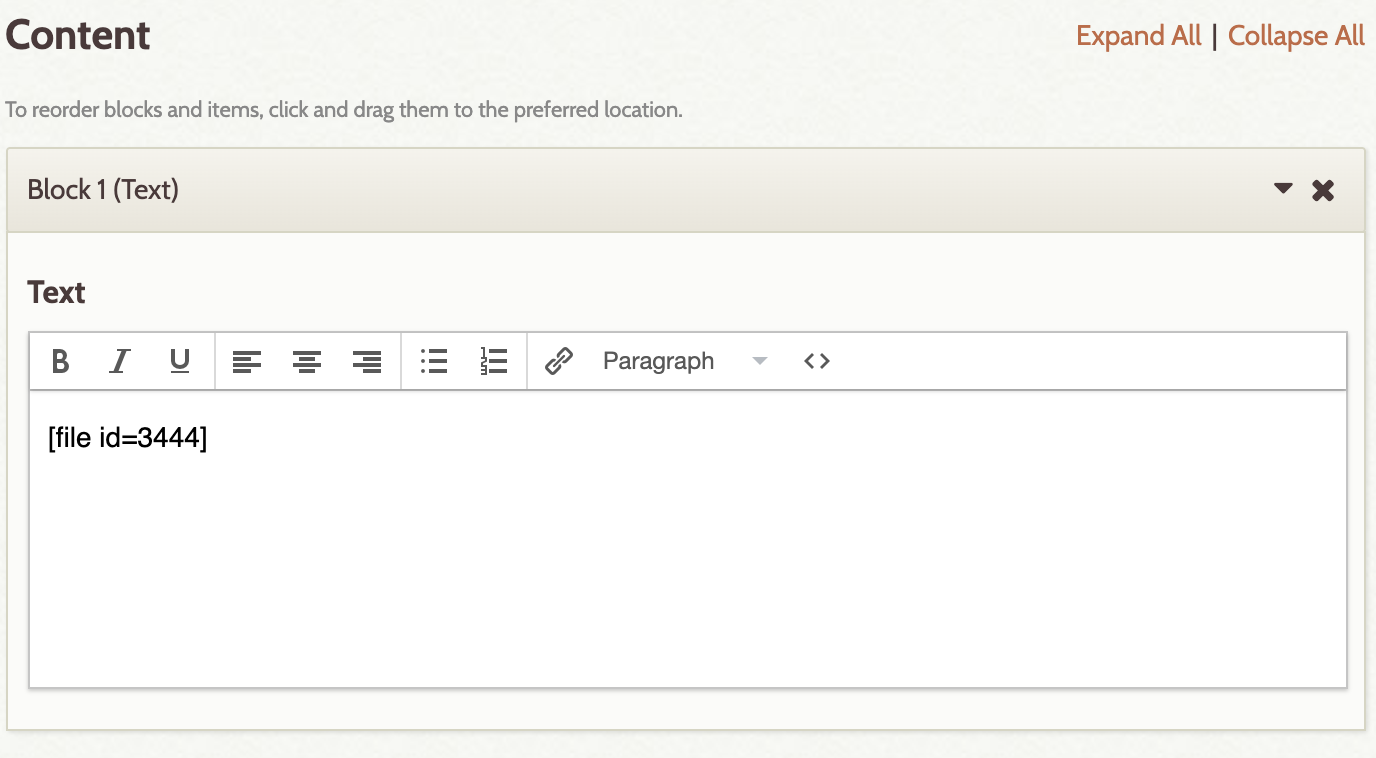 Content
Expand All | Collapse All
To reorder blocks and items, click and drag them to the preferred location.
Block 1 (Text)
Text
B I U Paragraph <>
[file id=3444]